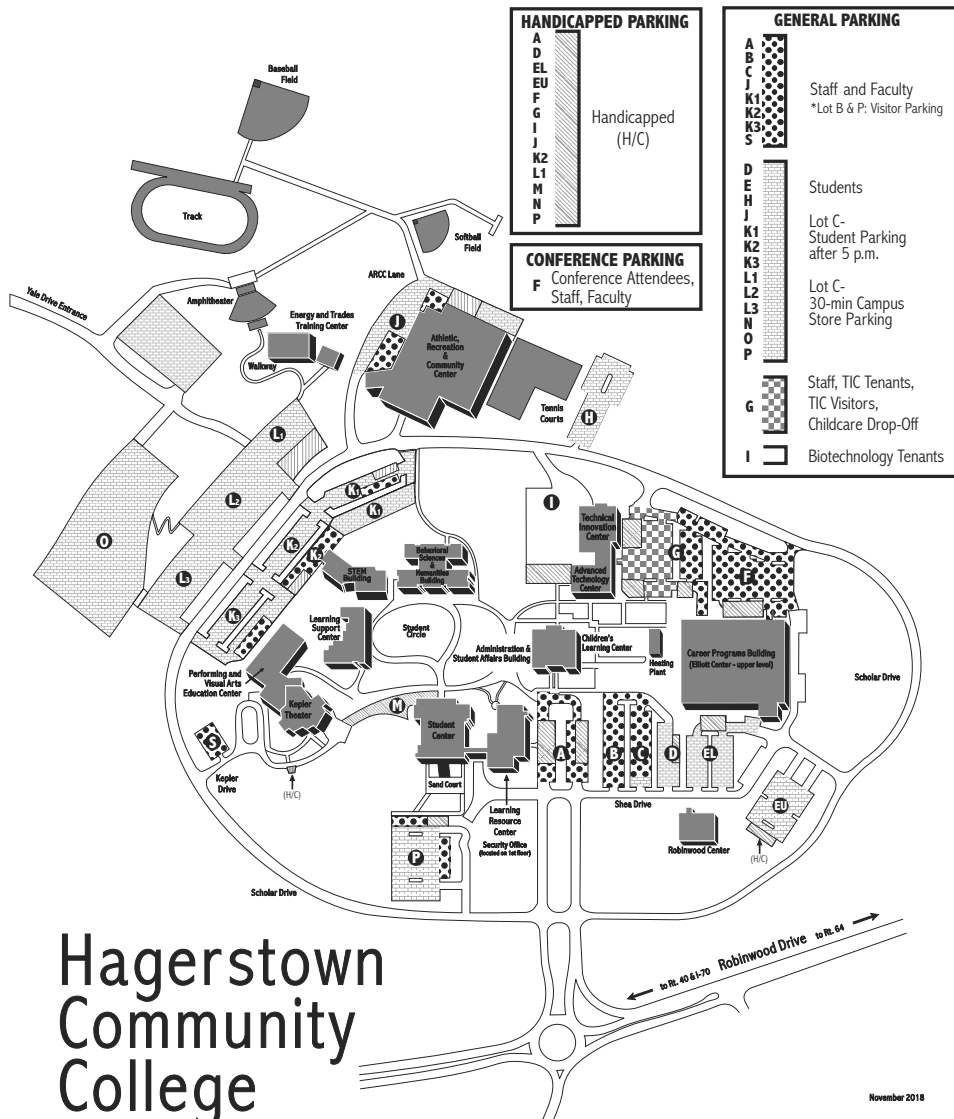 HANDICAPPED PARKING
A
D
EL
EU
F
G
I
J
K2
L1
M
N
P
Handicapped
(H/C)
CONFERENCE PARKING
F Conference Attendees,
Staff, Faculty
GENERAL PARKING
A
B
C
J
K1
K2
K3
S
Staff and Faculty
*Lot B & P: Visitor Parking
D
E
H
J
K1
K2
K3
L1
L2
L3
N
O
P
Students
Lot C-
Student Parking
after 5 p.m.
Lot C-
30-min Campus
Store Parking
G
Staff, TIC Tenants,
TIC Visitors,
Childcare Drop-Off
I
Biotechnology Tenants
Baseball
Field
Track
Softball
Field
ARCC Lane
Yale Drive Entrance
Amphitheater
Energy and Trades
Training Center
Walkway
J
Athletic,
Recreation
&
Community
Center
Tennis
Courts
H
L1
L2
L3
O
K1
K1
K2
K2
K3
I
Technical
Innovation
Center
Advanced
Technology
Center
G
F
STEM
Building
Behavioral
Sciences
&
Humanities
Building
Learning
Support
Center
Student
Circle
Administration &
Student Affairs Building
Children's
Learning Center
Heating
Plant
Career Programs Building
(Elliott Center - upper level)
Scholar Drive
Performing and
Visual Arts
Education Center
Kepler
Theater
M
Student
Center
S
Kepler
Drive
(H/C)
Sand Court
A
B
C
D
EL
EU
Shea Drive
Learning
Resource
Center
Security Office
(located on 1st floor)
Robinwood Center
(H/C)
P
Scholar Drive
to Rt. 40 & I-70 Robinwood Drive to Rt. 64
Hagerstown
Community
College
November 2018